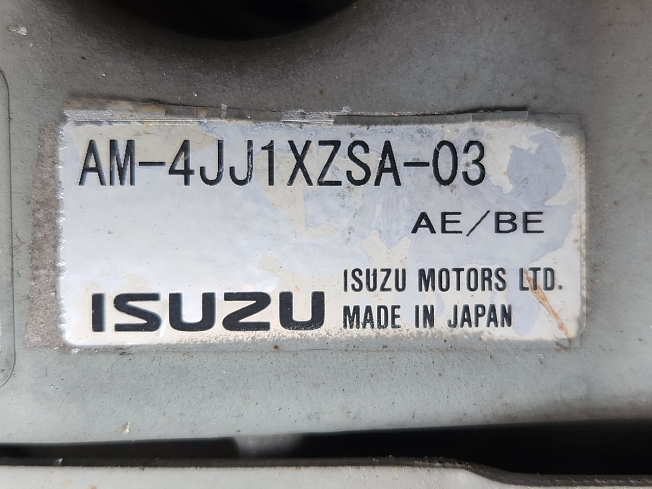 AM-4JJ1XZSA-03
AE/BE
ISUZU
ISUZU MOTORS LTD.
MADE IN JAPAN